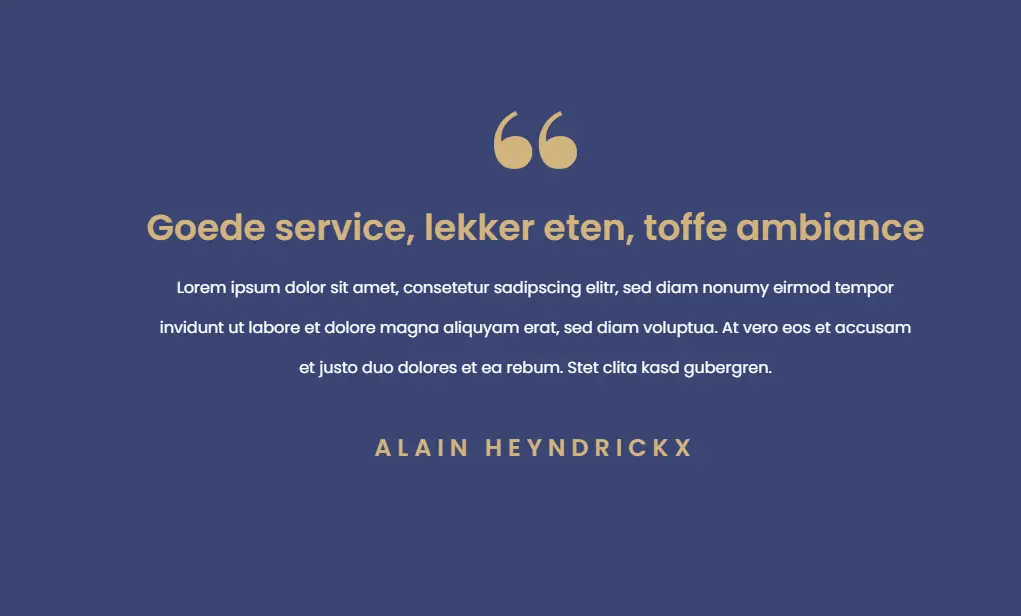 “
Goede service, lekker eten, toffe ambiance
Lorem ipsum dolor sit amet, consetetur sadipscing elitr, sed diam nonumy eirmod tempor
invidunt ut labore et dolore magna aliquyam erat, sed diam voluptua. At vero eos et accusam
et justo duo dolores et ea rebum. Stet clita kasd gubergren.
ALAIN HEYNDRICKX